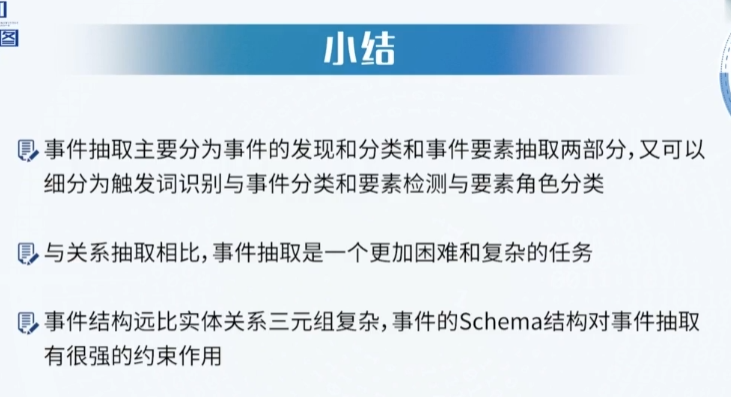 图
小结
事件抽取主要分为事件的发现和分类和事件要素抽取两部分,又可以
细分为触发词识别与事件分类和要素检测与要素角色分类
与关系抽取相比,事件抽取是一个更加困难和复杂的任务
事件结构远比实体关系三元组复杂,事件的Schema结构对事件抽取
有很强的约束作用